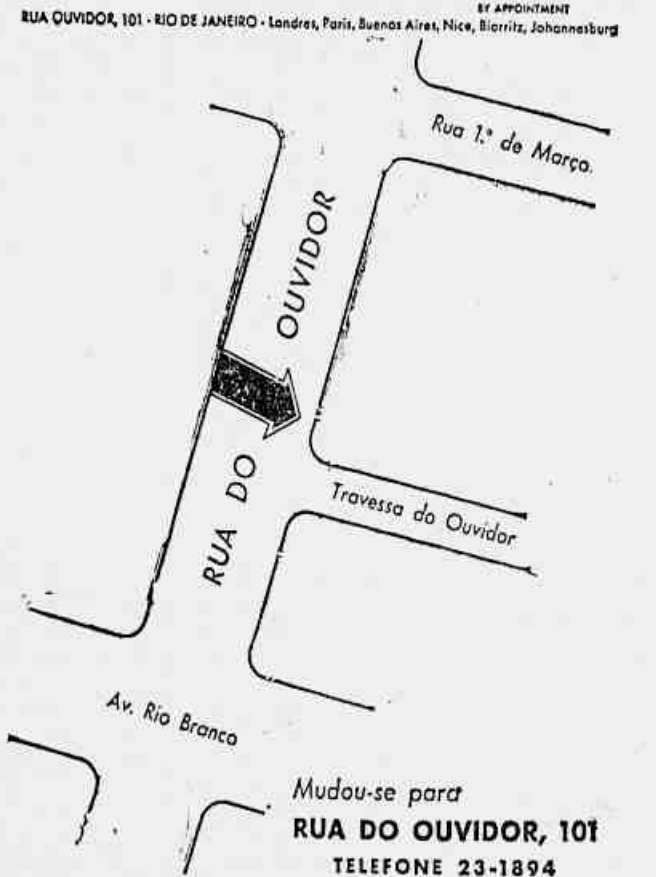 BY APPOINTMENT
RUA OUVIDOR, 101 - RIO DE JANEIRO - Londres, Paris, Buenos Aires, Nice, Biarritz, Johannesburg
Rua 1.º de Março.
RUA DO OUVIDOR
Travessa do Ouvidor
Av. Rio Branco
Mudou-se para
RUA DO OUVIDOR, 101
TELEFONE 23-1894